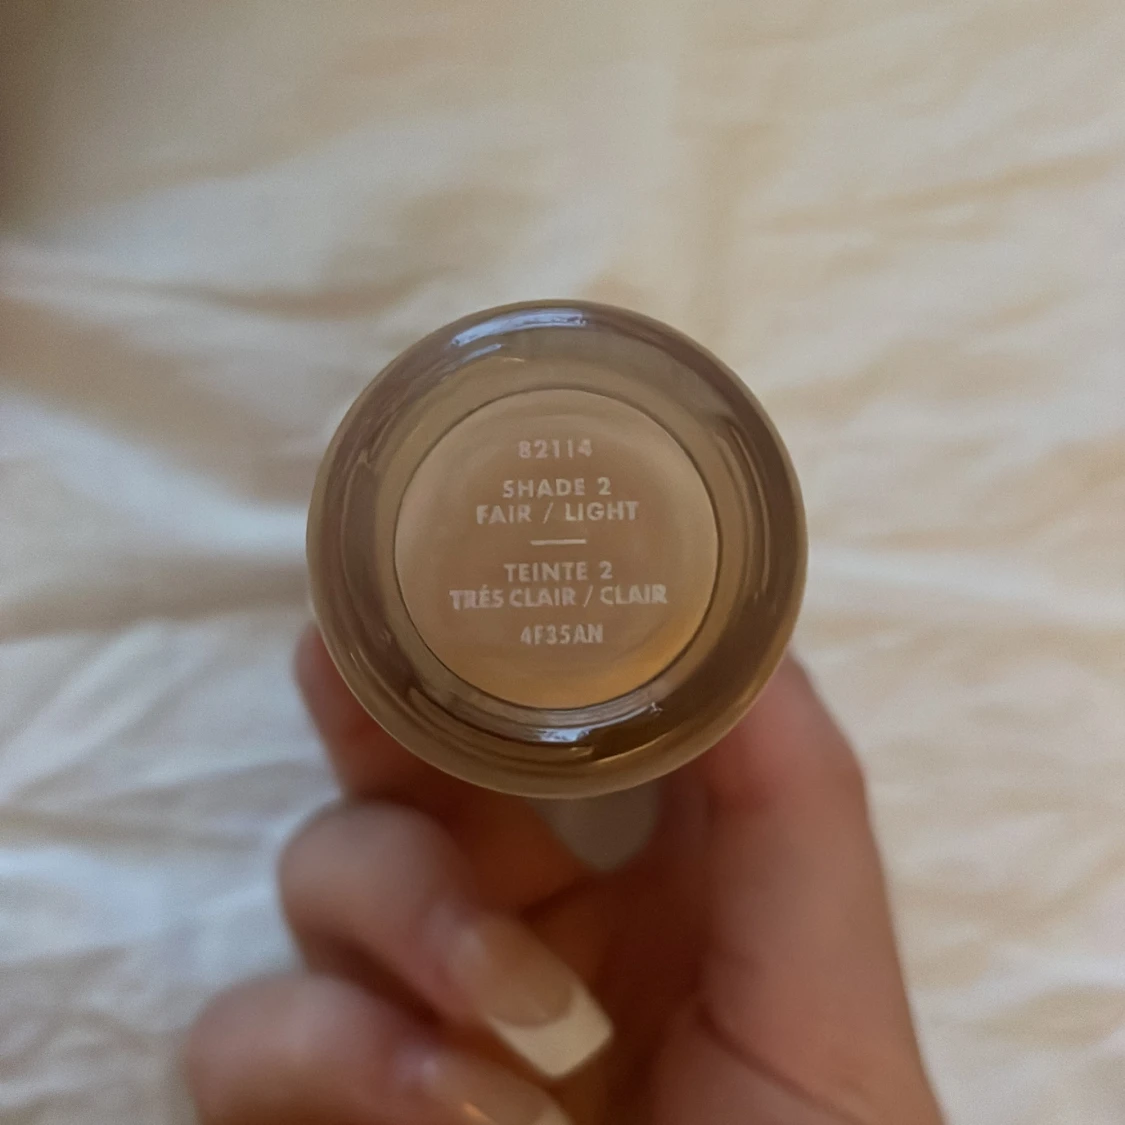 82114
SHADE 2
FAIR / LIGHT
TEINTE 2
TRÉS CLAIR / CLAIR
4F35AN